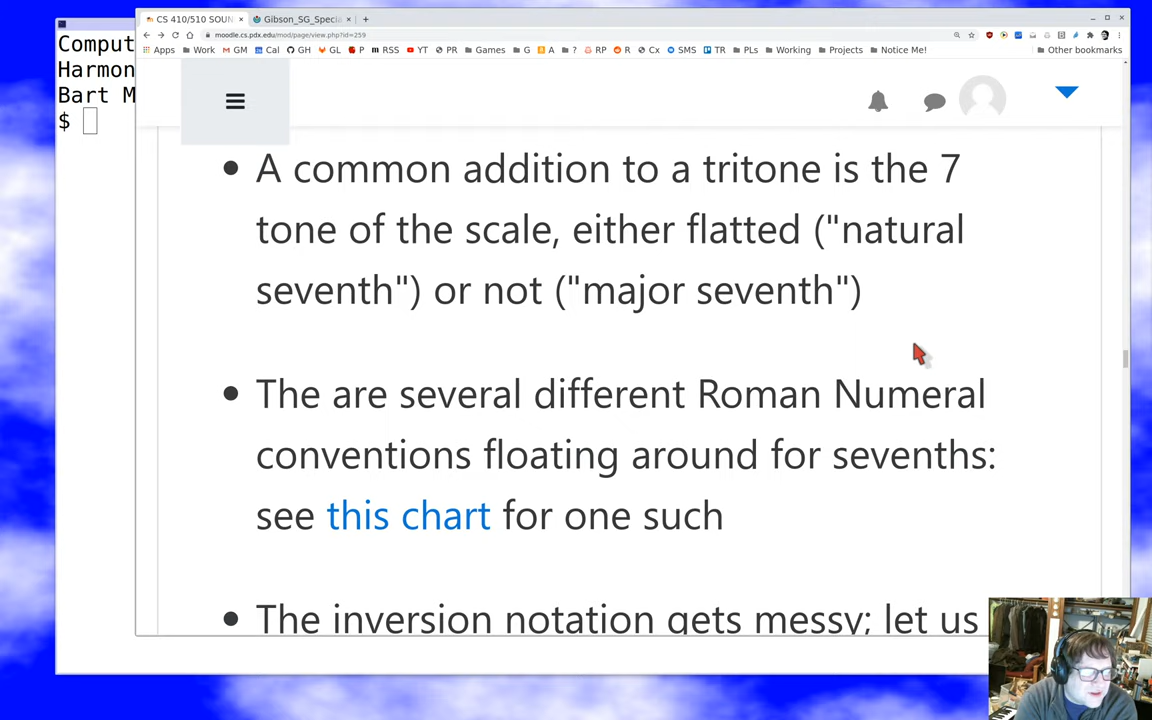 CS 410/510 SOUN
Gibson_SG_Specia
moodle.cs.pdx.edu/mod/page/view.php?id=259
Apps Work GM Cal GH GL P RSS YT PR Games G A ? RP R Cx SMS TR PLs Working Projects Notice Me! Other bookmarks
Comput
Harmon
Bart M
$
A common addition to a tritone is the 7
tone of the scale, either flatted ("natural
seventh") or not ("major seventh")
The are several different Roman Numeral
conventions floating around for sevenths:
see this chart for one such
The inversion notation gets messy; let us